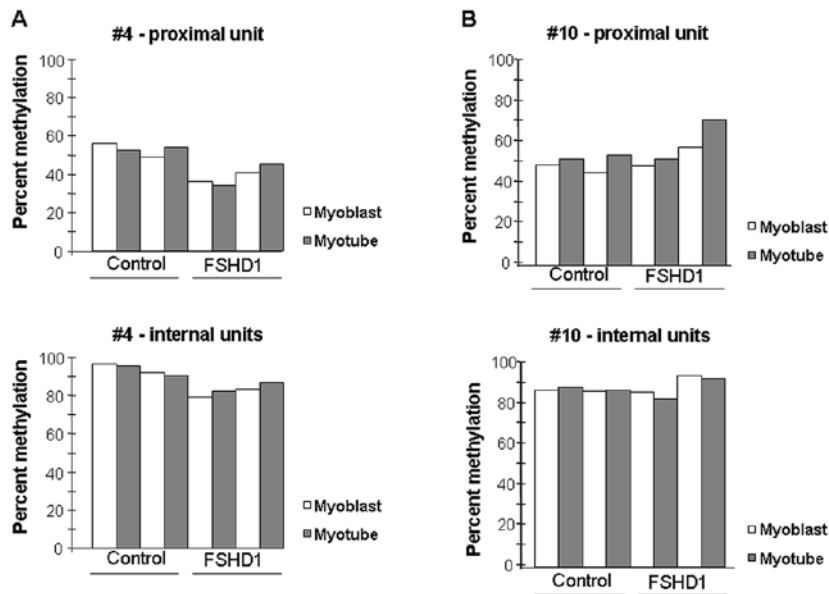 A
#4 - proximal unit
Percent methylation
100
80
60
40
20
0
Control
FSHD1
Myoblast
Myotube
#4 - internal units
Percent methylation
100
80
60
40
20
0
Control
FSHD1
Myoblast
Myotube
B
#10 - proximal unit
Percent methylation
100
80
60
40
20
0
Control
FSHD1
Myoblast
Myotube
#10 - internal units
Percent methylation
100
80
60
40
20
0
Control
FSHD1
Myoblast
Myotube